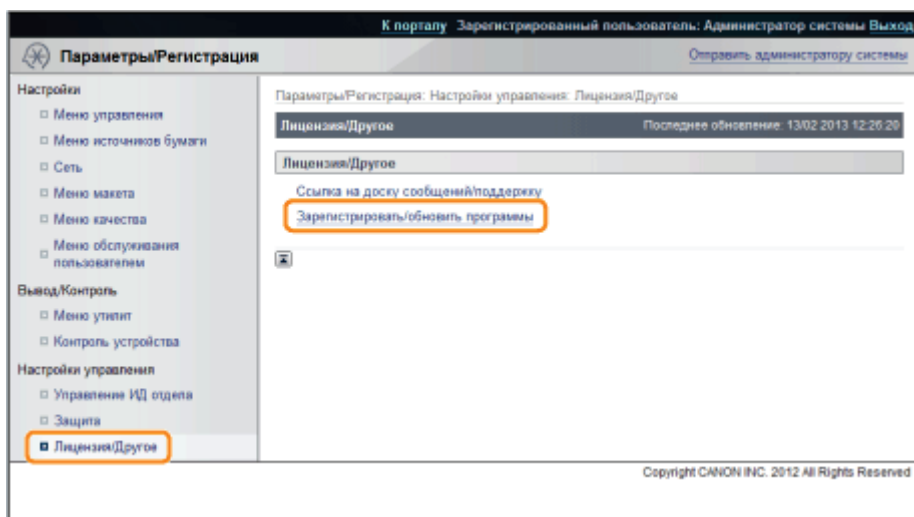 К порталу Зарегистрированный пользователь: Администратор системы Выход
Параметры/Регистрация
Отправить администратору системы
Настройки
Меню управления
Меню источников бумаги
Сеть
Меню макета
Меню качества
Меню обслуживания
пользователем
Вывод/Контроль
Меню утилит
Контроль устройства
Настройки управления
Управление ИД отдела
Защита
Лицензия/Другое
Параметры/Регистрация: Настройки управления: Лицензия/Другое
Лицензия/Другое
Последнее обновление: 13/02 2013 12:26:20
Лицензия/Другое
Ссылка на доску сообщений/поддержку
Зарегистрировать/обновить программы
Copyright CANON INC. 2012 All Rights Reserved